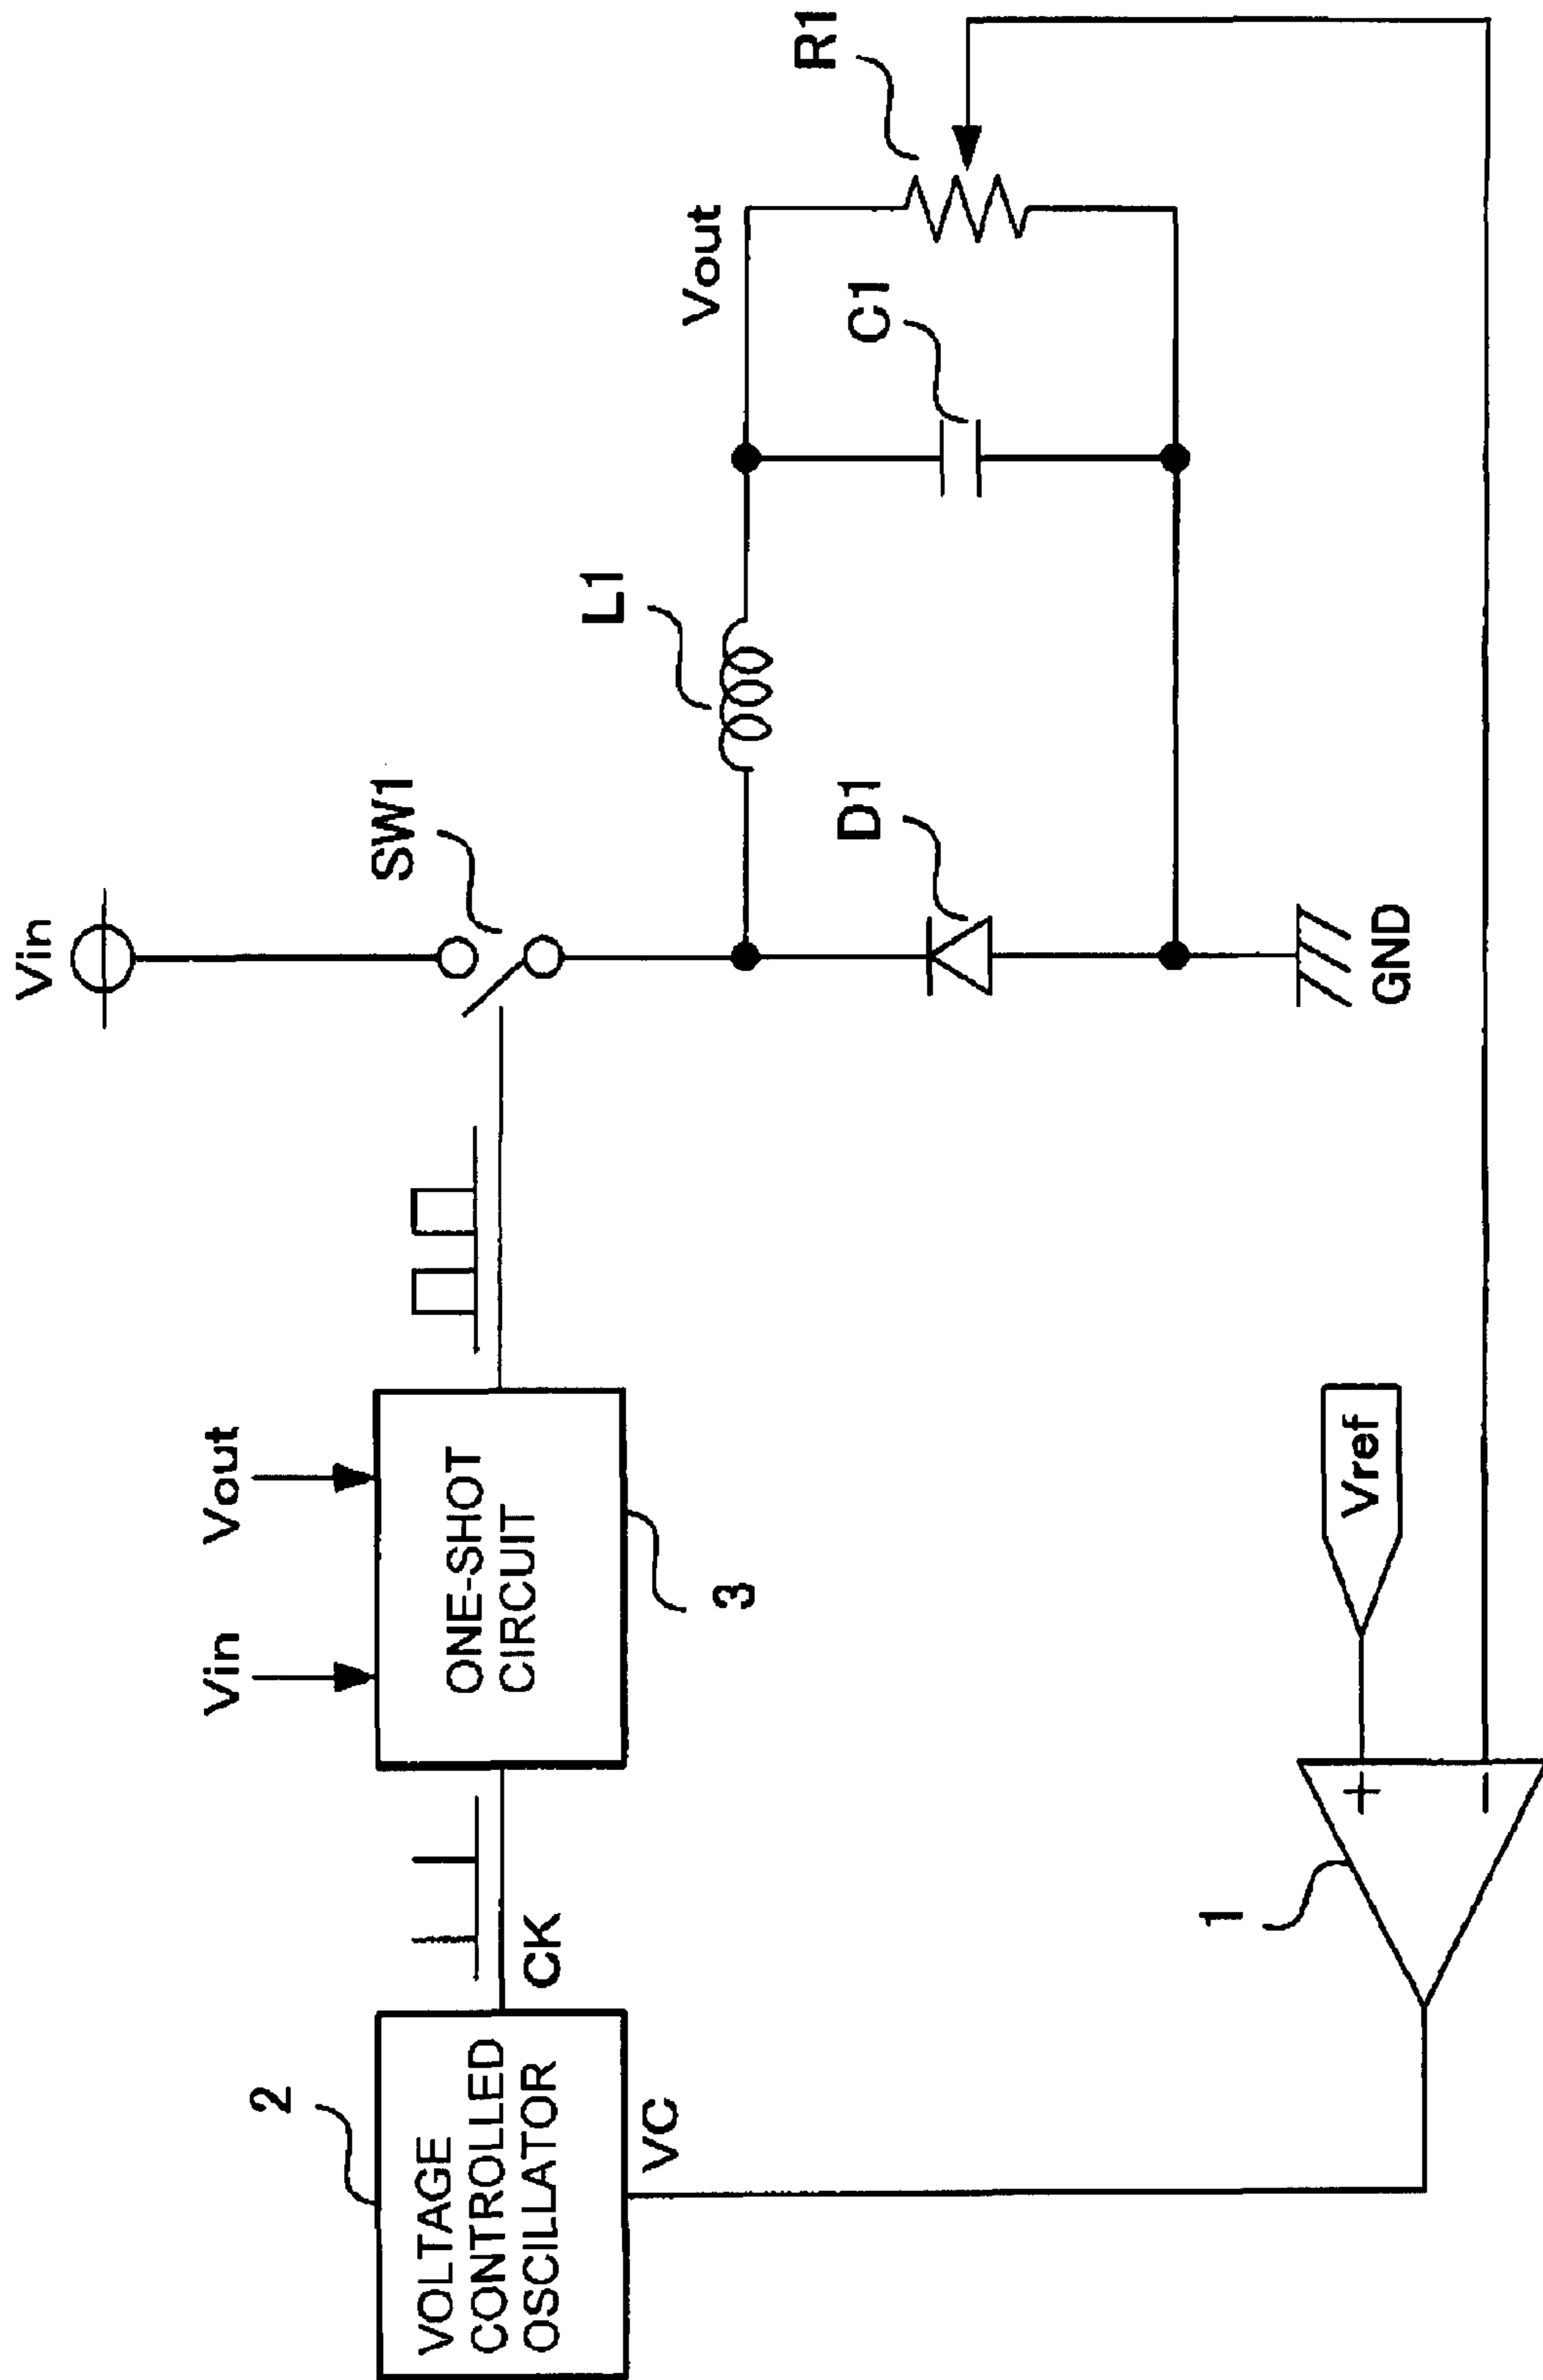 Vin
SW1
L1
Vout
R1
C1
D1
GND
Vin
Vout
ONE-SHOT
CIRCUIT
3
2
VOLTAGE
CONTROLLED
OSCILLATOR
CK
VC
1
+
−
Vref